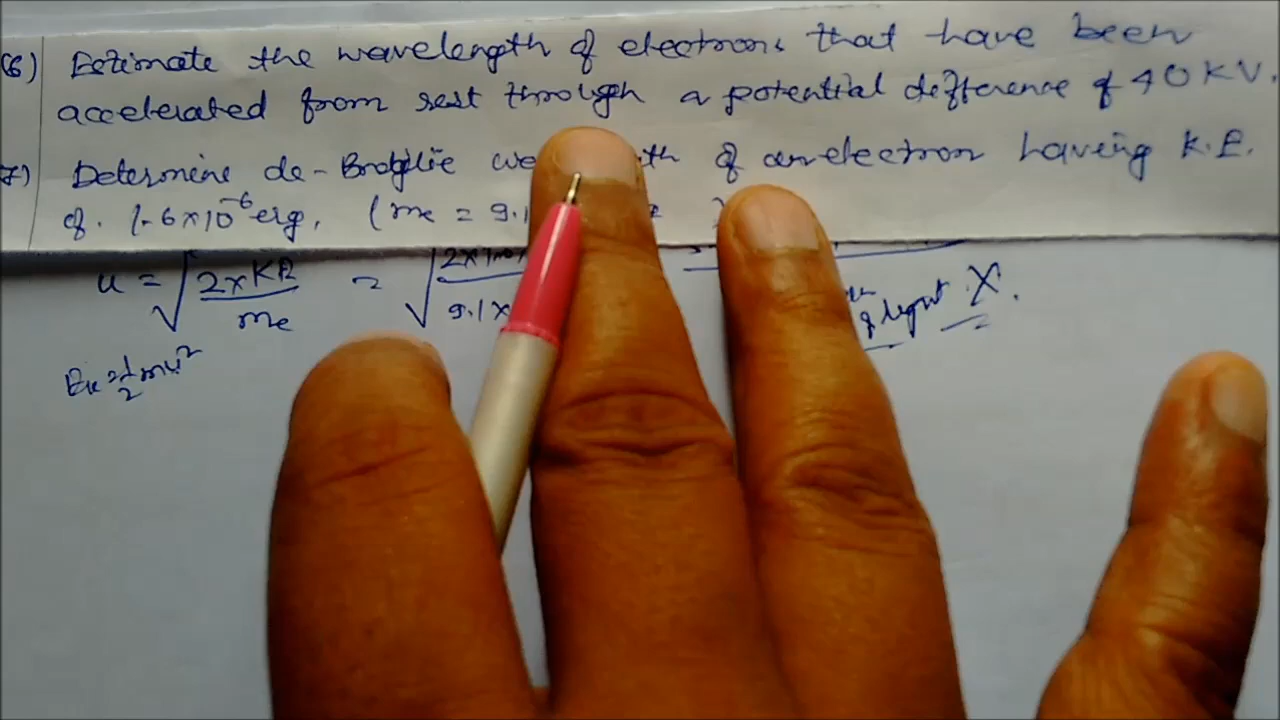 (6) Estimate the wavelength of electrons that have been
accelerated from rest through a potential difference of 40 KV.
7) Determine de-Broglie of an electron having K.E.
of 1.6×10⁻⁶ erg. (me = 9.1
u = √2×KE/me = √2×
9.1×
of light X.
Ek = 1/2 mu²